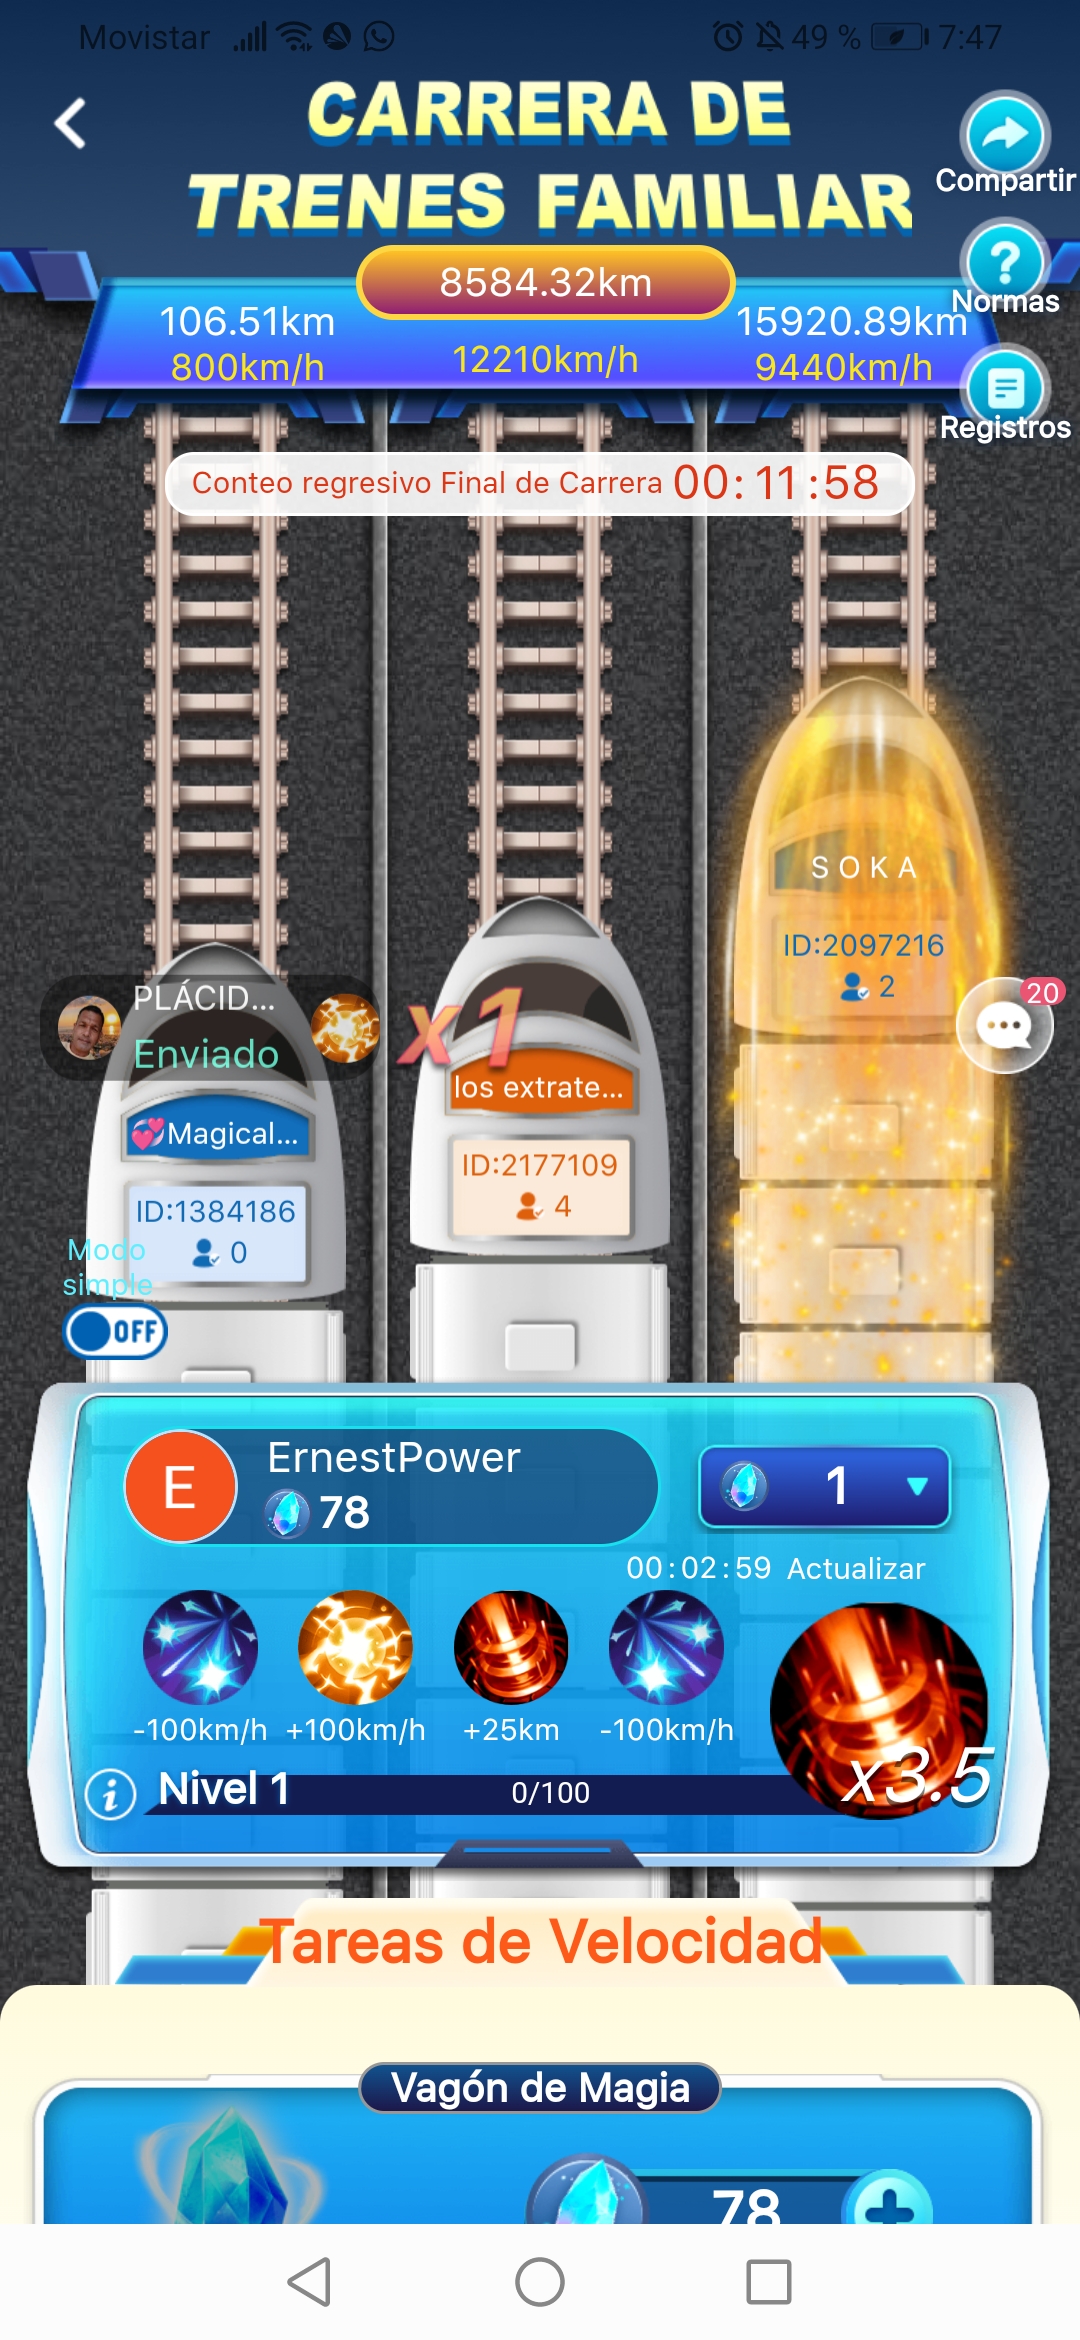 Movistar 49 % 7:47
CARRERA DE
TRENES FAMILIAR
Compartir
Normas
Registros
8584.32km
106.51km
15920.89km
800km/h
12210km/h
9440km/h
Conteo regresivo Final de Carrera 00:11:58
S O K A
ID:2097216
2
20
PLÁCID...
Enviado
x1
los extrate...
ID:2177109
4
💞Magical...
ID:1384186
0
Modo
simple
OFF
E
ErnestPower
78
1
00:02:59 Actualizar
-100km/h +100km/h +25km -100km/h
x3.5
i
Nivel 1
0/100
Tareas de Velocidad
Vagón de Magia
78